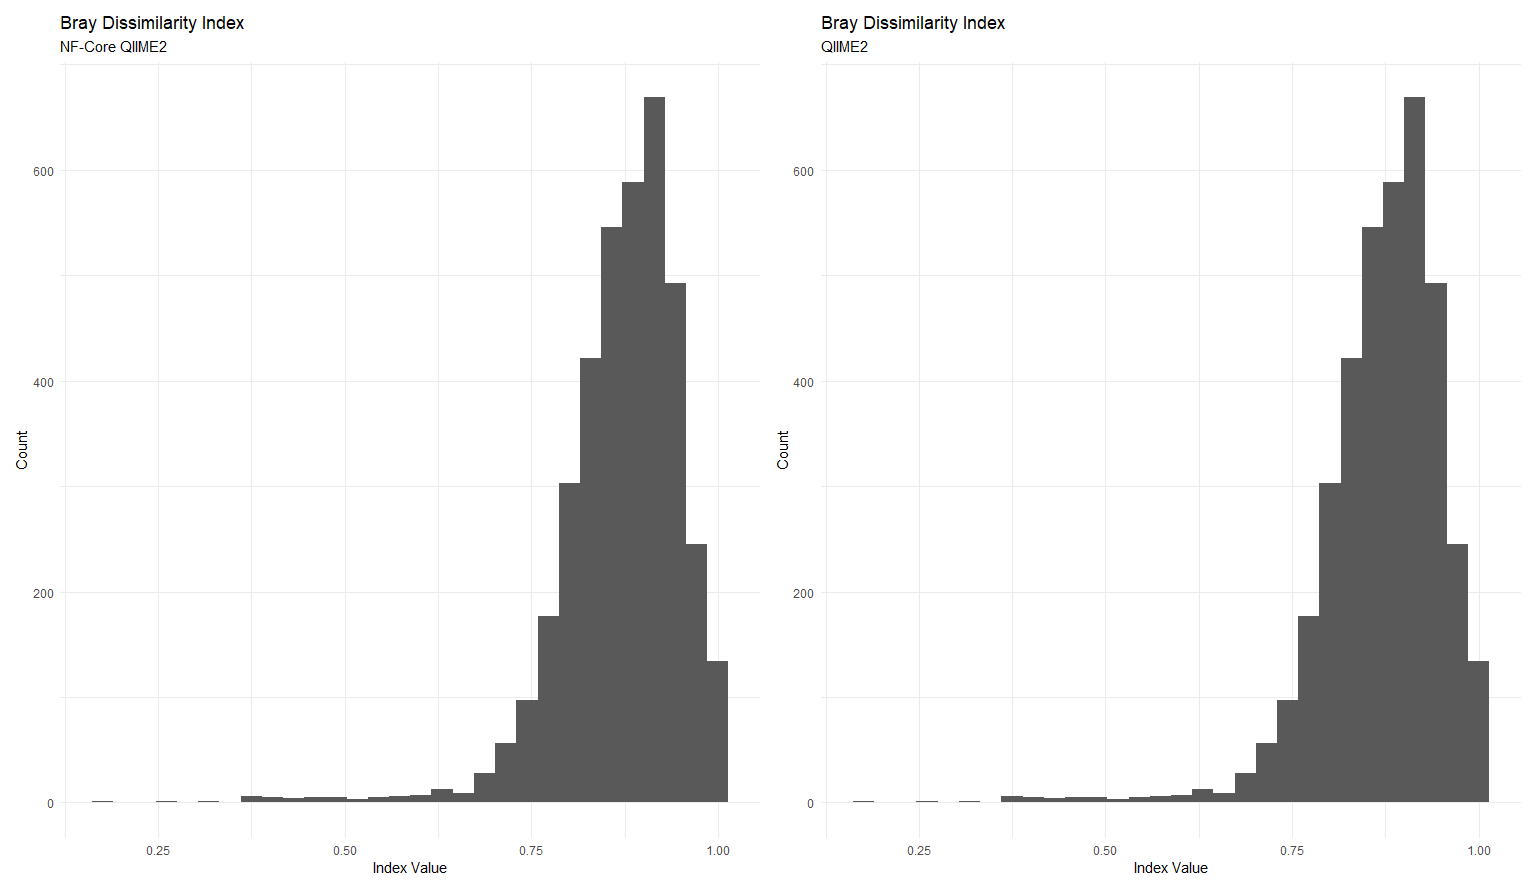 Bray Dissimilarity Index
NF-Core QIIME2
600
400
200
0
Count
0.25 0.50 0.75 1.00
Index Value
Bray Dissimilarity Index
QIIME2
600
400
200
0
Count
0.25 0.50 0.75 1.00
Index Value